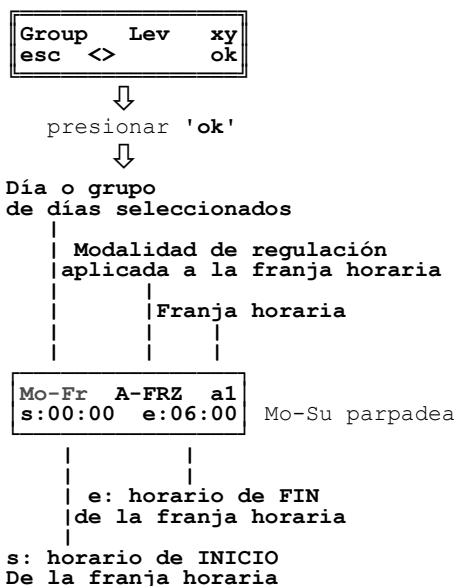 Group Lev xy
esc <> ok
presionar 'ok'
Día o grupo
de días seleccionados
Modalidad de regulación
aplicada a la franja horaria
Franja horaria
Mo-Fr A-FRZ a1
s:00:00 e:06:00 Mo-Su parpadea
e: horario de FIN
de la franja horaria
s: horario de INICIO
De la franja horaria